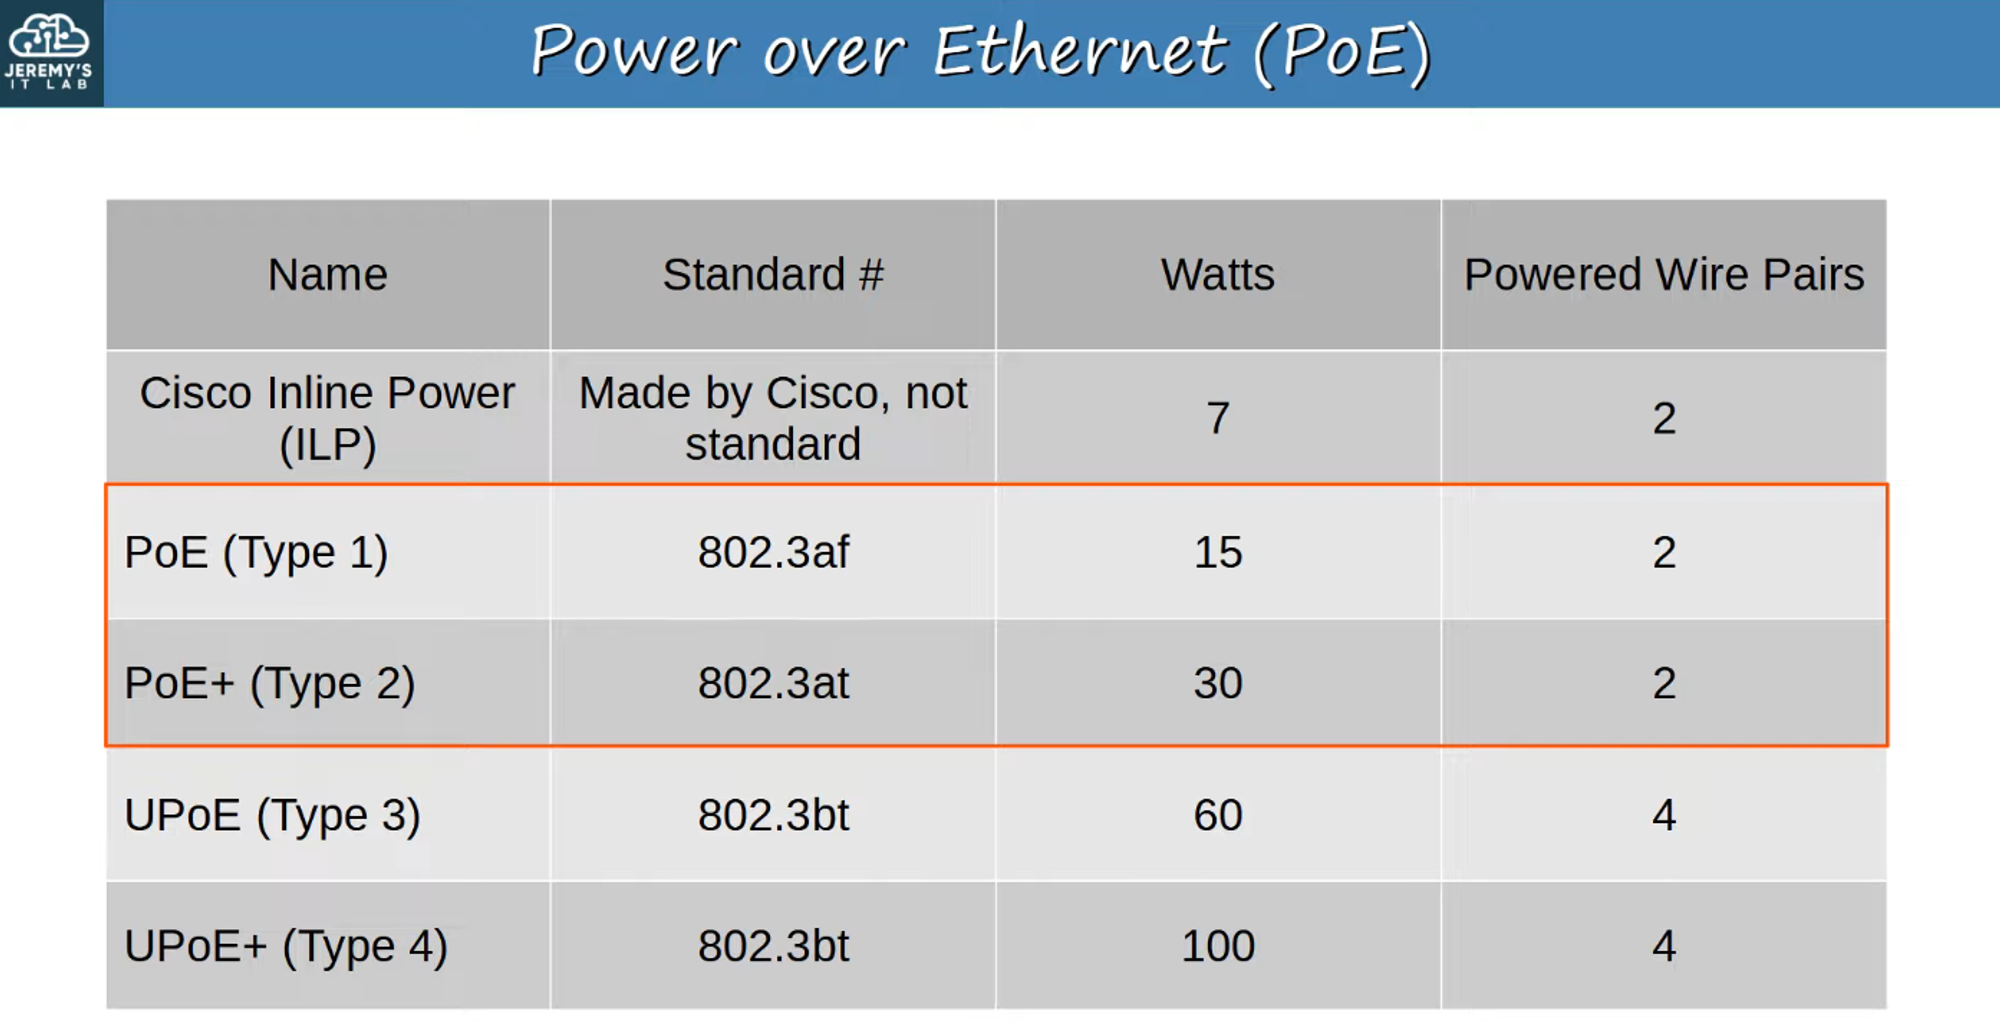 JEREMY'S
IT LAB
Power over Ethernet (PoE)
Name
Standard #
Watts
Powered Wire Pairs
Cisco Inline Power
(ILP)
Made by Cisco, not
standard
7
2
PoE (Type 1)
802.3af
15
2
PoE+ (Type 2)
802.3at
30
2
UPoE (Type 3)
802.3bt
60
4
UPoE+ (Type 4)
802.3bt
100
4